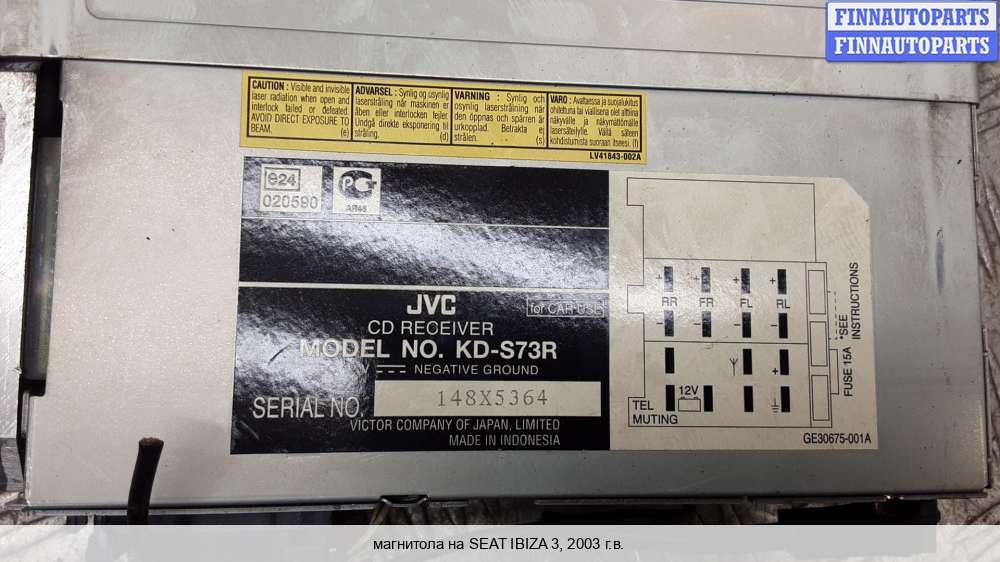 FINNAUTOPARTS
FINNAUTOPARTS
CAUTION : Visible and invisible
laser radiation when open and
interlock failed or defeated.
AVOID DIRECT EXPOSURE TO
BEAM. (e)
ADVARSEL : Synlig og usynlig
laserstråling når maskinen er
åben eller interlocken fejler.
Undgå direkte eksponering til
stråling. (d)
VARNING : Synlig och
osynlig laserstrålning när
den öppnas och spärren är
urkopplad. Betrakta ej
strålen. (s)
VARO : Avattaessa ja suojalukitus
ohitettuna tai viallisena olet alttiina
näkyvälle ja näkymättömälle
lasersäteilylle. Vältä säteen
kohdistumista suoraan itseesi. (f)
LV41843-002A
e24
020590
PCT
AR46
JVC
for CAR USE
CD RECEIVER
MODEL NO. KD-S73R
V NEGATIVE GROUND
SERIAL NO. 148X5364
VICTOR COMPANY OF JAPAN, LIMITED
MADE IN INDONESIA
+ + + +
RR FR FL RL
- - - -
+
12V
TEL
MUTING
*SEE
INSTRUCTIONS
FUSE 15A
GE30675-001A
магнитола на SEAT IBIZA 3, 2003 г.в.